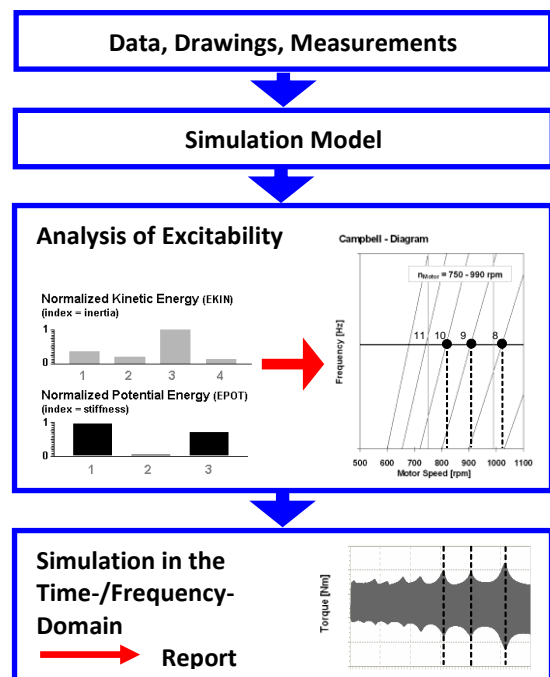 Data, Drawings, Measurements
Simulation Model
Analysis of Excitability
Normalized Kinetic Energy (EKIN)
(index = inertia)
1
0
1 2 3 4
Normalized Potential Energy (EPOT)
(index =stiffness)
1
0
1 2 3
Campbell - Diagram
nMotor = 750 - 990 rpm
11 10 9 8
Frequency [Hz]
500 600 700 800 900 1000 1100
Motor Speed [rpm]
Simulation in the
Time-/Frequency-
Domain
Report
Torque [Nm]